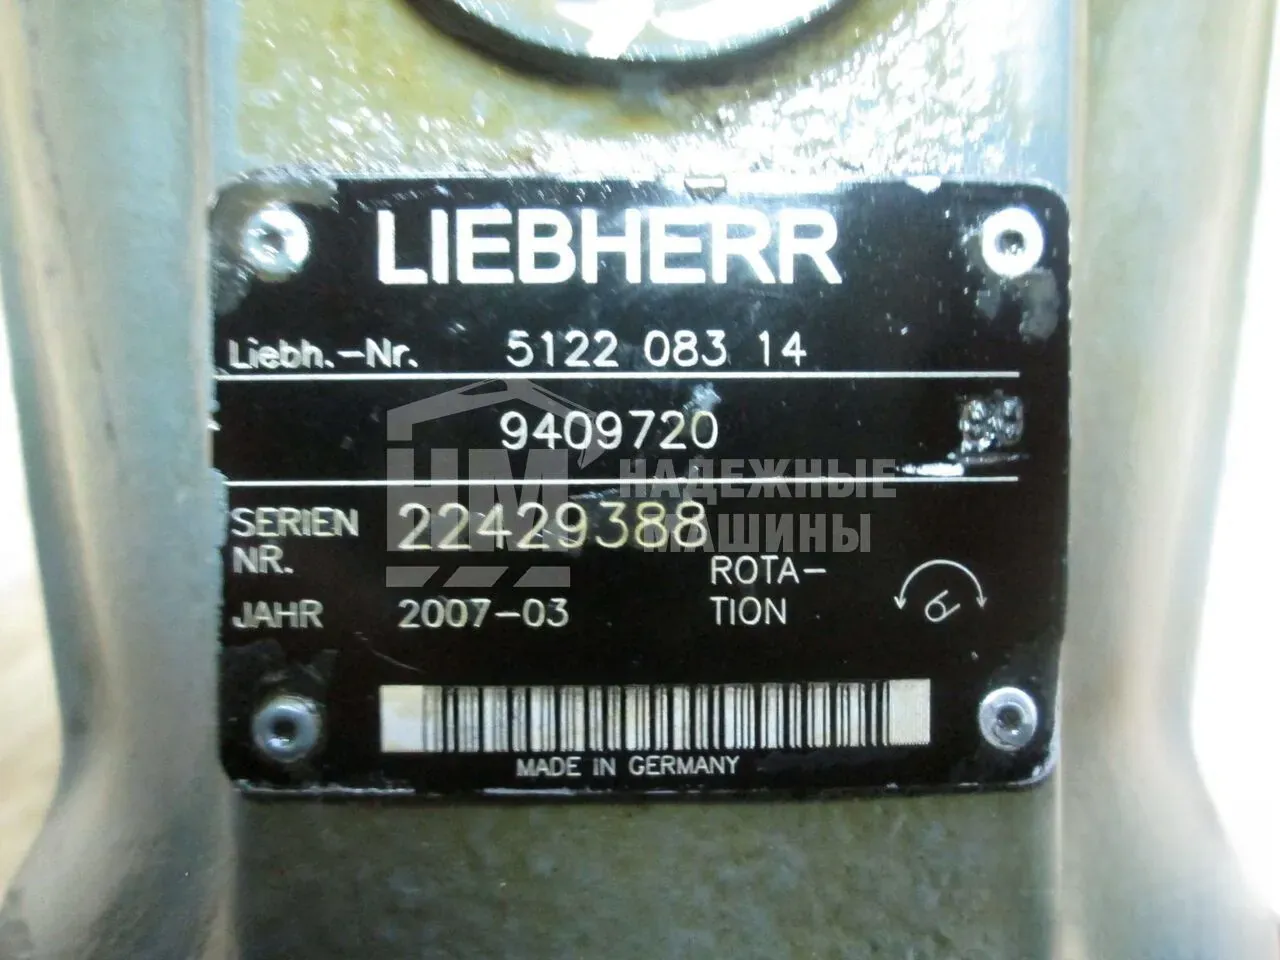 LIEBHERR
Liebh.-Nr. 5122 083 14
9409720
НАДЕЖНЫЕ
МАШИНЫ
НМ
SERIEN NR. 22429388
JAHR 2007-03
ROTA-
TION
MADE IN GERMANY